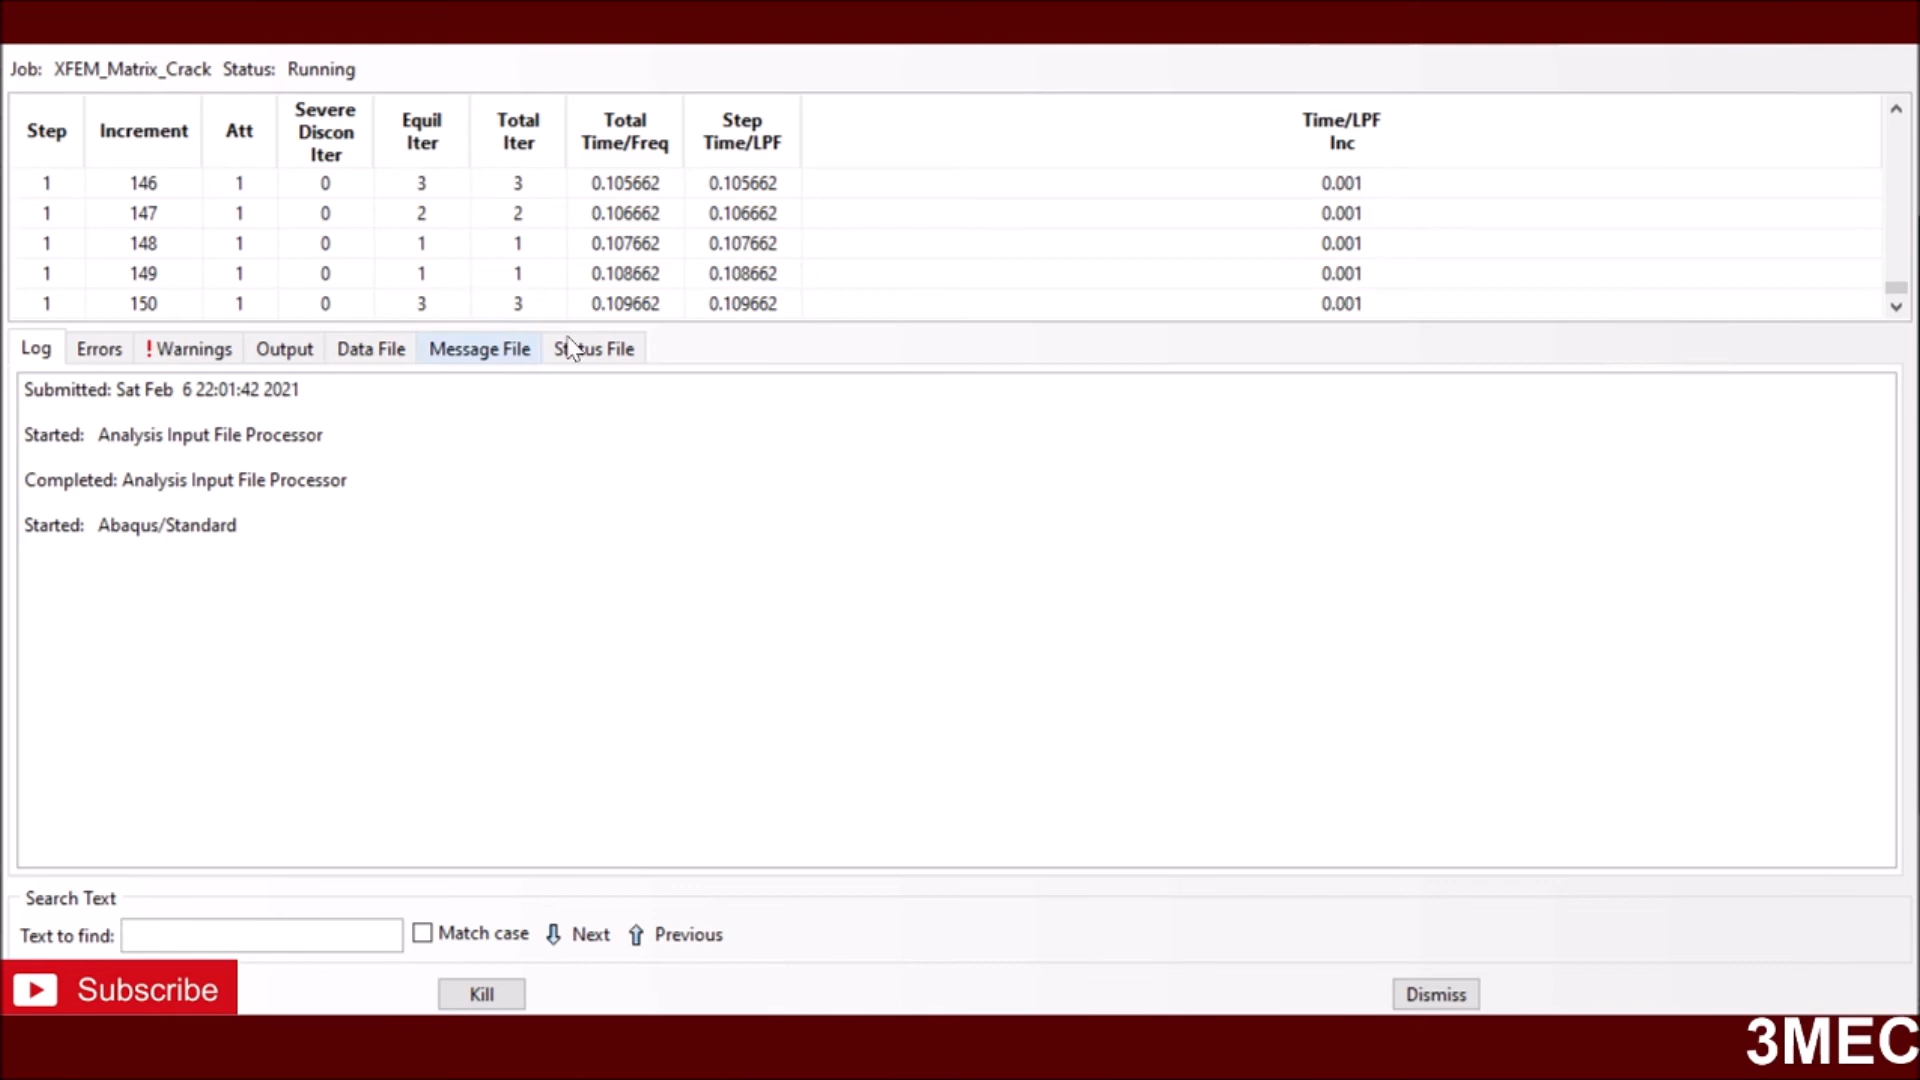 Job: XFEM_Matrix_Crack Status: Running
Step Increment Att Severe Discon Iter Equil Iter Total Iter Total Time/Freq Step Time/LPF Time/LPF Inc
1 146 1 0 3 3 0.105662 0.105662 0.001
1 147 1 0 2 2 0.106662 0.106662 0.001
1 148 1 0 1 1 0.107662 0.107662 0.001
1 149 1 0 1 1 0.108662 0.108662 0.001
1 150 1 0 3 3 0.109662 0.109662 0.001
Log Errors ! Warnings Output Data File Message File Status File
Submitted: Sat Feb 6 22:01:42 2021
Started: Analysis Input File Processor
Completed: Analysis Input File Processor
Started: Abaqus/Standard
Search Text
Text to find: Match case Next Previous
Subscribe Kill Dismiss
3MEC